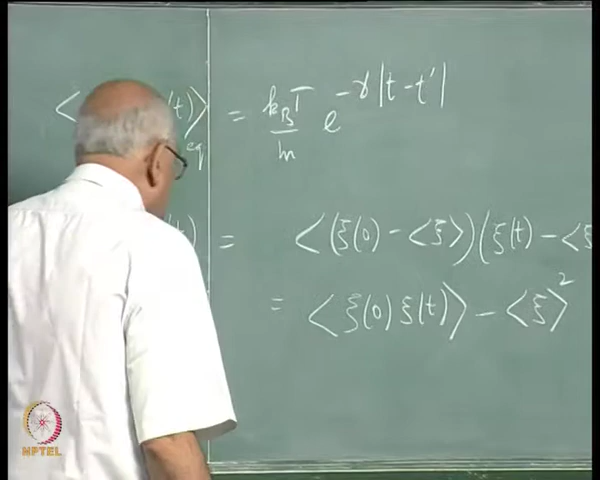 ⟨ 't)⟩eq = k_B T / m e^{-γ|t-t'|}
t) = ⟨(ξ(0) - ⟨ξ⟩)(ξ(t) - ⟨ξ
= ⟨ξ(0) ξ(t)⟩ - ⟨ξ⟩²
NPTEL